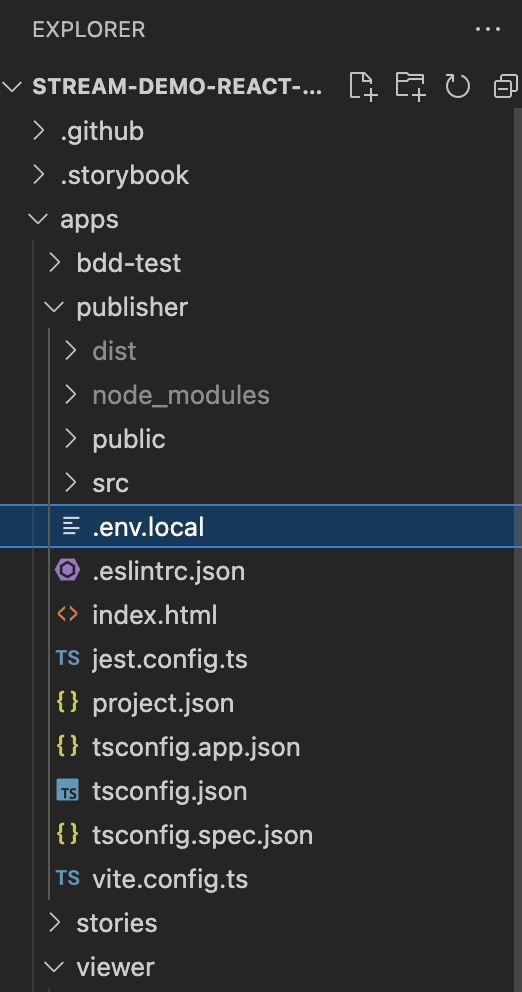 EXPLORER
STREAM-DEMO-REACT-...
.github
.storybook
apps
bdd-test
publisher
dist
node_modules
public
src
.env.local
.eslintrc.json
<> index.html
TS jest.config.ts
{} project.json
{} tsconfig.app.json
TS tsconfig.json
{} tsconfig.spec.json
TS vite.config.ts
stories
viewer